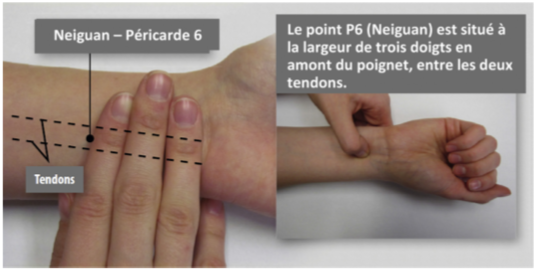 Neiguan – Péricarde 6
Tendons
Le point P6 (Neiguan) est situé à
la largeur de trois doigts en
amont du poignet, entre les deux
tendons.